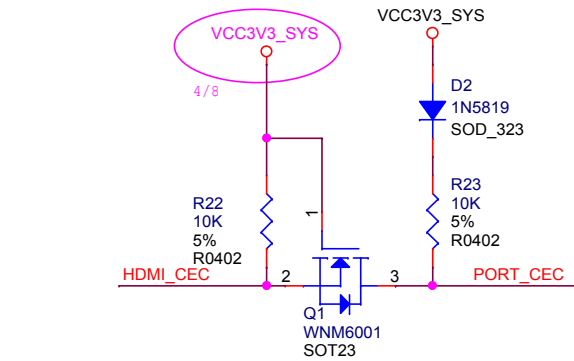 VCC3V3_SYS
VCC3V3_SYS
4/8
D2
1N5819
SOD_323
R22
10K
5%
R0402
R23
10K
5%
R0402
1
HDMI_CEC
2
3
PORT_CEC
Q1
WNM6001
SOT23